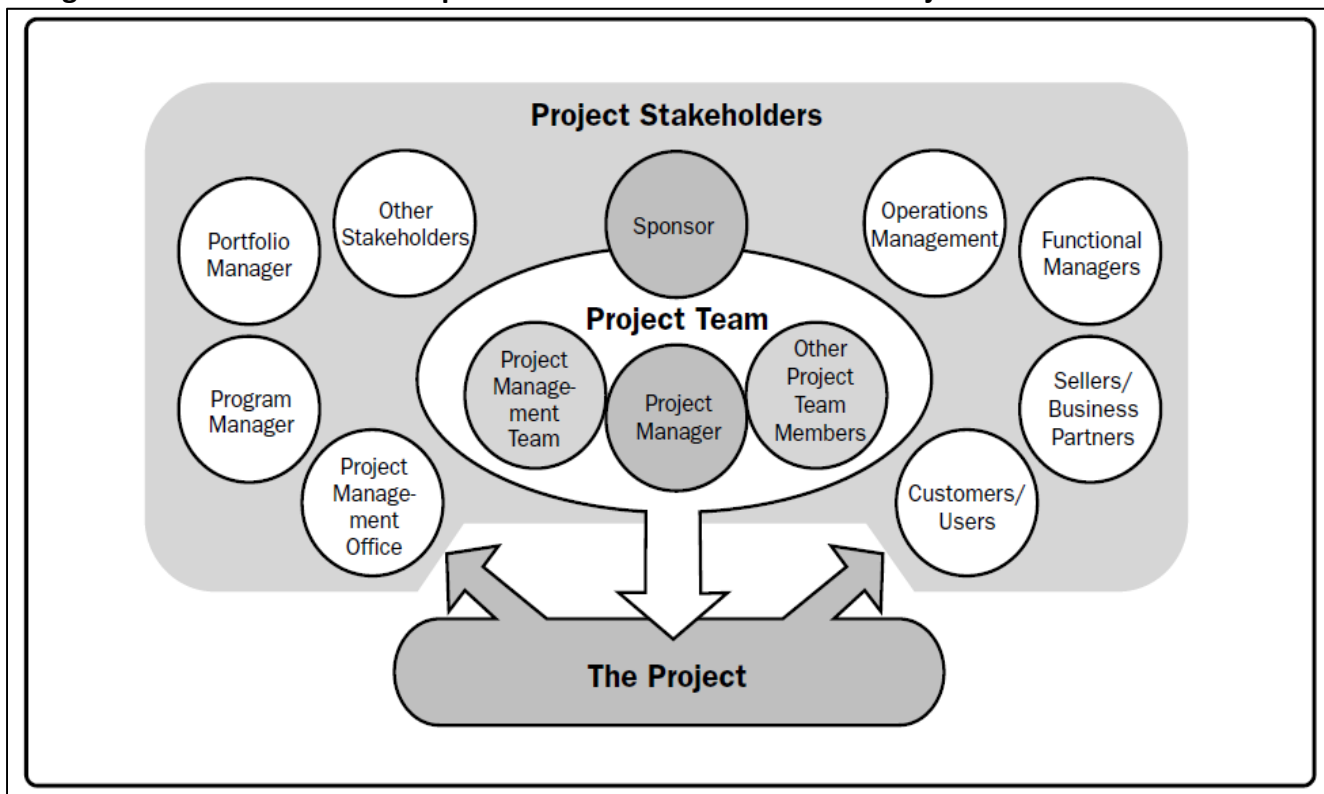 Project Stakeholders
Other
Stakeholders
Portfolio
Manager
Sponsor
Operations
Management
Functional
Managers
Project Team
Project
Manage-
ment
Team
Project
Manager
Other
Project
Team
Members
Program
Manager
Sellers/
Business
Partners
Project
Manage-
ment
Office
Customers/
Users
The Project